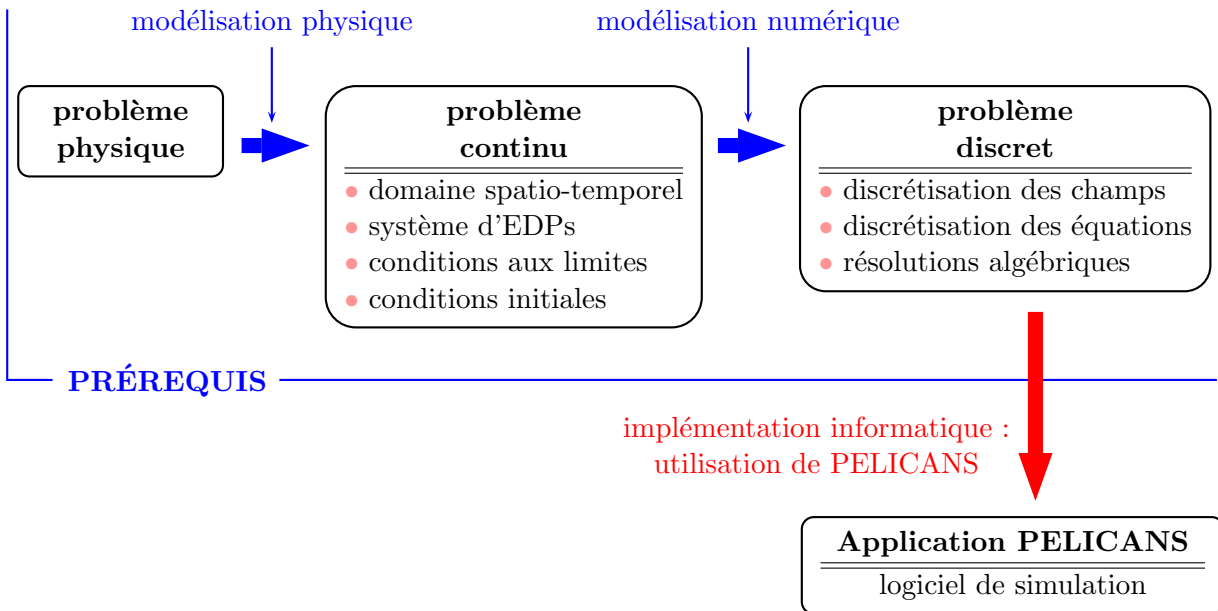 modélisation physique
modélisation numérique
problème
physique
problème
continu
• domaine spatio-temporel
• système d'EDPs
• conditions aux limites
• conditions initiales
problème
discret
• discrétisation des champs
• discrétisation des équations
• résolutions algébriques
PRÉREQUIS
implémentation informatique :
utilisation de PELICANS
Application PELICANS
logiciel de simulation